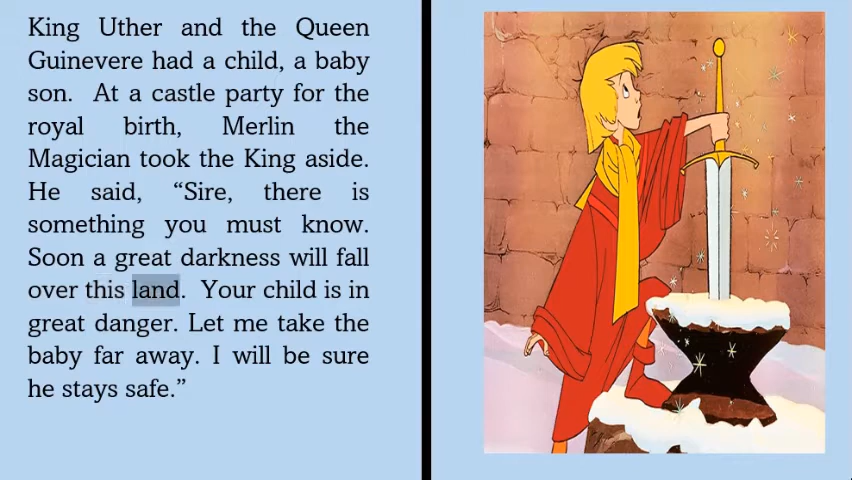 King Uther and the Queen
Guinevere had a child, a baby
son. At a castle party for the
royal birth, Merlin the
Magician took the King aside.
He said, “Sire, there is
something you must know.
Soon a great darkness will fall
over this land. Your child is in
great danger. Let me take the
baby far away. I will be sure
he stays safe.”